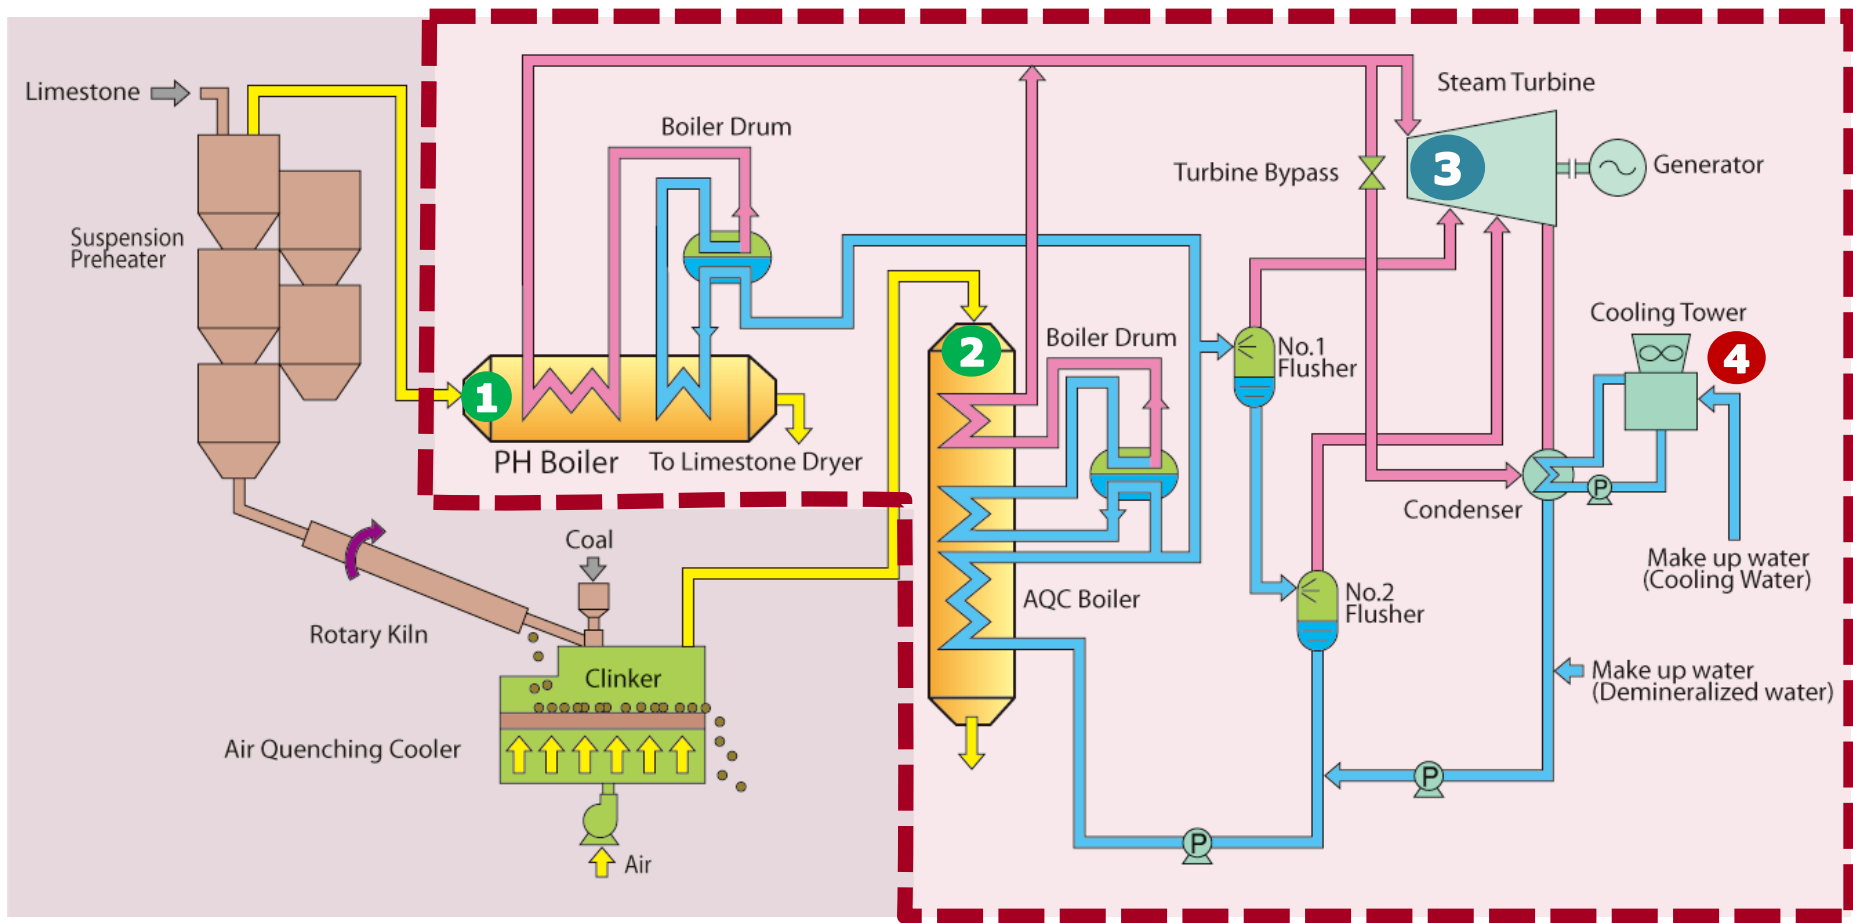 Limestone
Steam Turbine
Boiler Drum
3
Turbine Bypass
Generator
Suspension
Preheater
Cooling Tower
Boiler Drum
2
No.1
Flusher
4
1
PH Boiler
To Limestone Dryer
P
Condenser
Coal
Make up water
(Cooling Water)
AQC Boiler
No.2
Flusher
Rotary Kiln
Clinker
Make up water
(Demineralized water)
Air Quenching Cooler
P
P
Air